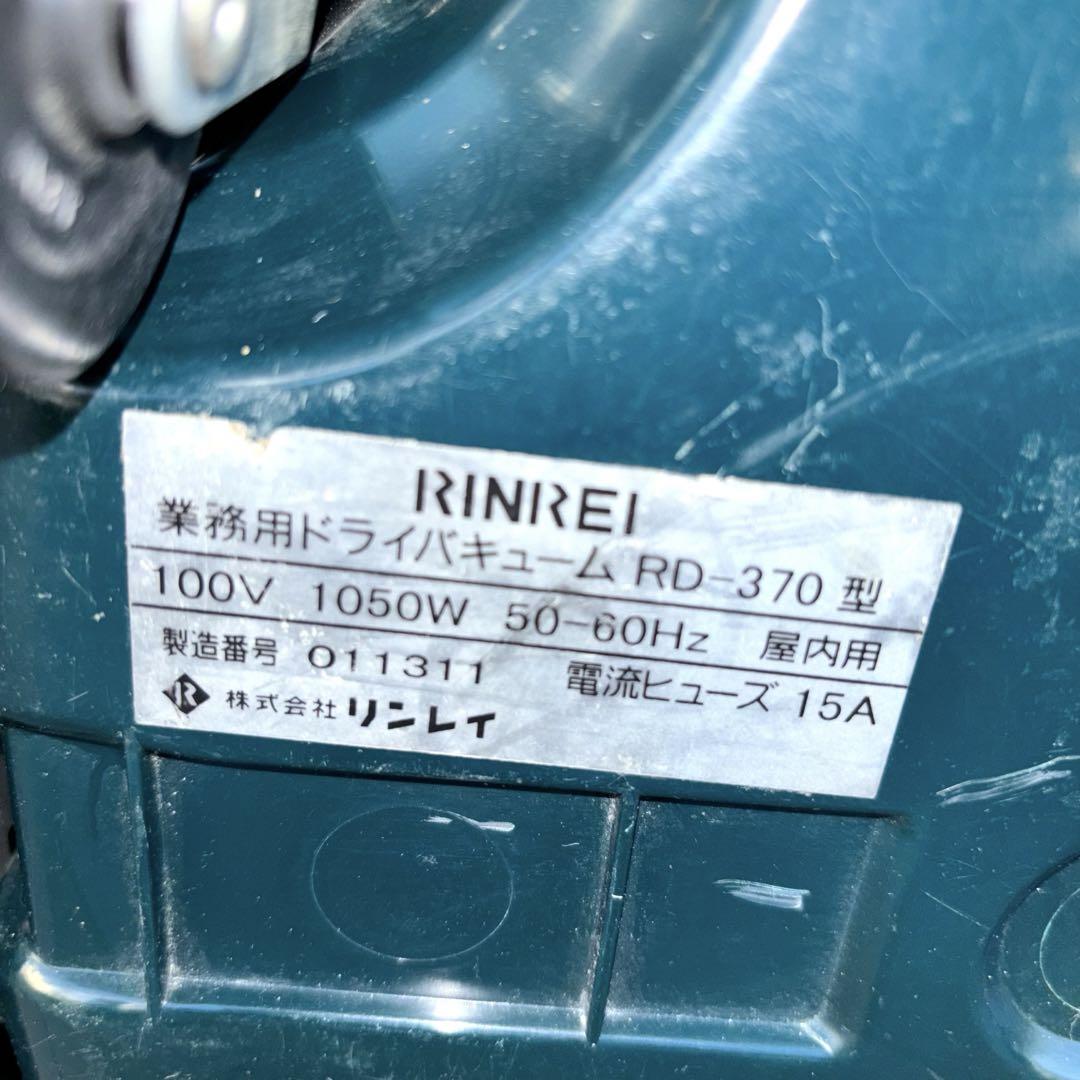 RINREI
業務用ドライバキューム RD-370 型
100V 1050W 50-60Hz 屋内用
製造番号 011311 電流ヒューズ 15A
R 株式会社 リンレイ